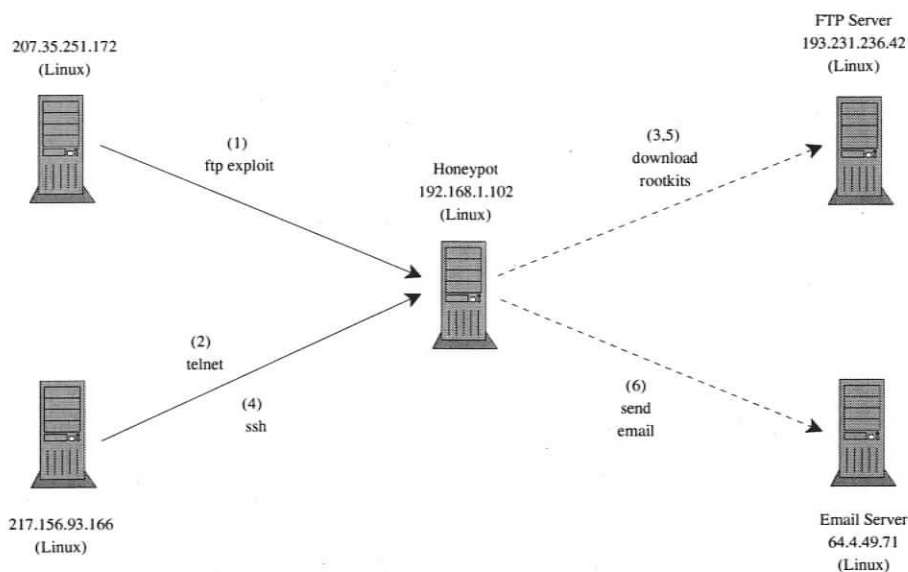 207.35.251.172
(Linux)
(1)
ftp exploit
Honeypot
192.168.1.102
(Linux)
(3,5)
download
rootkits
FTP Server
193.231.236.42
(Linux)
(2)
telnet
(4)
ssh
217.156.93.166
(Linux)
(6)
send
email
Email Server
64.4.49.71
(Linux)